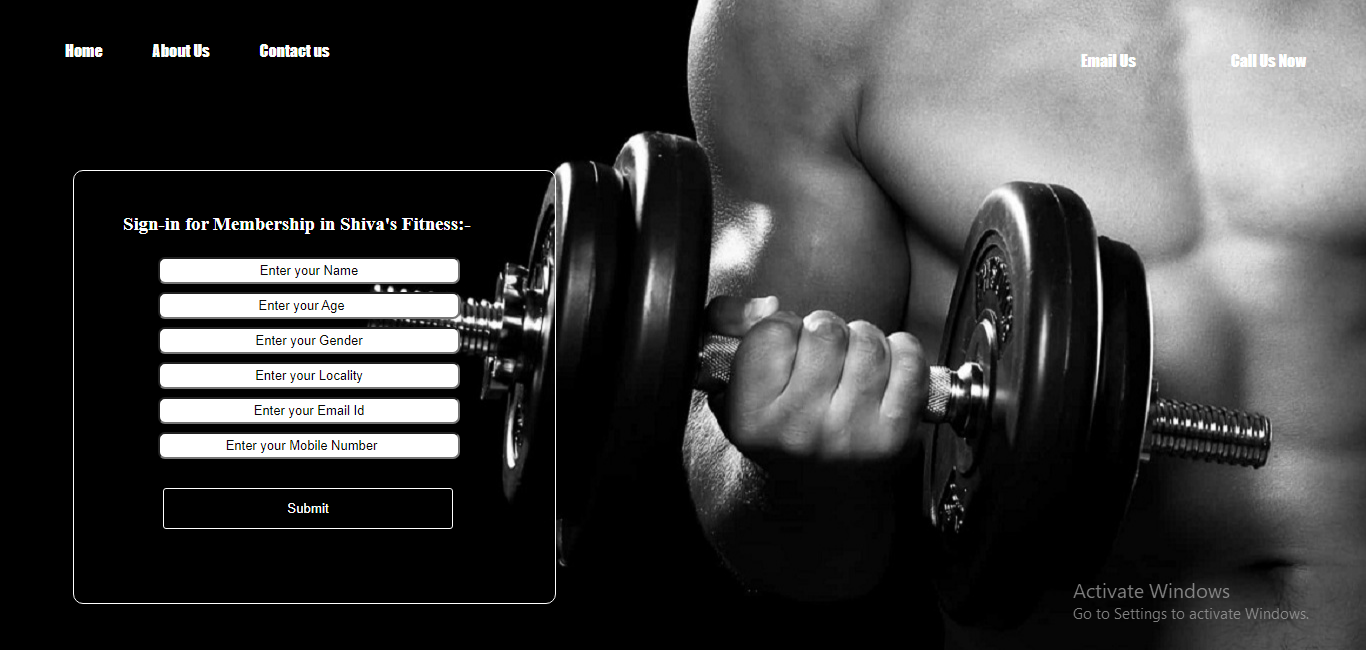 Home About Us Contact us
Email Us Call Us Now
Sign-in for Membership in Shiva's Fitness:-
Enter your Name
Enter your Age
Enter your Gender
Enter your Locality
Enter your Email Id
Enter your Mobile Number
Submit
Activate Windows
Go to Settings to activate Windows.